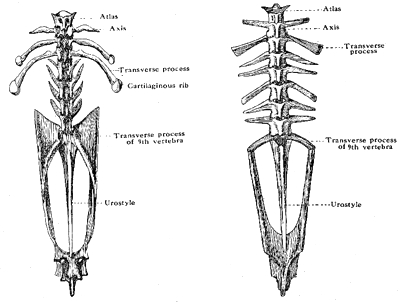 Atlas
Axis
Transverse process
Cartilaginous rib
Transverse process
of 9th vertebra
Urostyle
Atlas
Axis
Transverse
process
Transverse process
of 9th vertebra
Urostyle